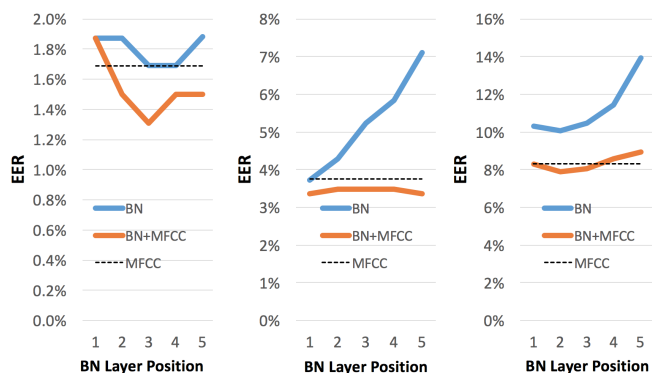 2.0%
1.8%
1.6%
1.4%
1.2%
1.0%
0.8%
0.6%
0.4%
0.2%
0.0%
EER
BN
BN+MFCC
MFCC
1 2 3 4 5
BN Layer Position
8%
7%
6%
5%
4%
3%
2%
1%
0%
EER
BN
BN+MFCC
MFCC
1 2 3 4 5
BN Layer Position
16%
14%
12%
10%
8%
6%
4%
2%
0%
EER
BN
BN+MFCC
MFCC
1 2 3 4 5
BN Layer Position